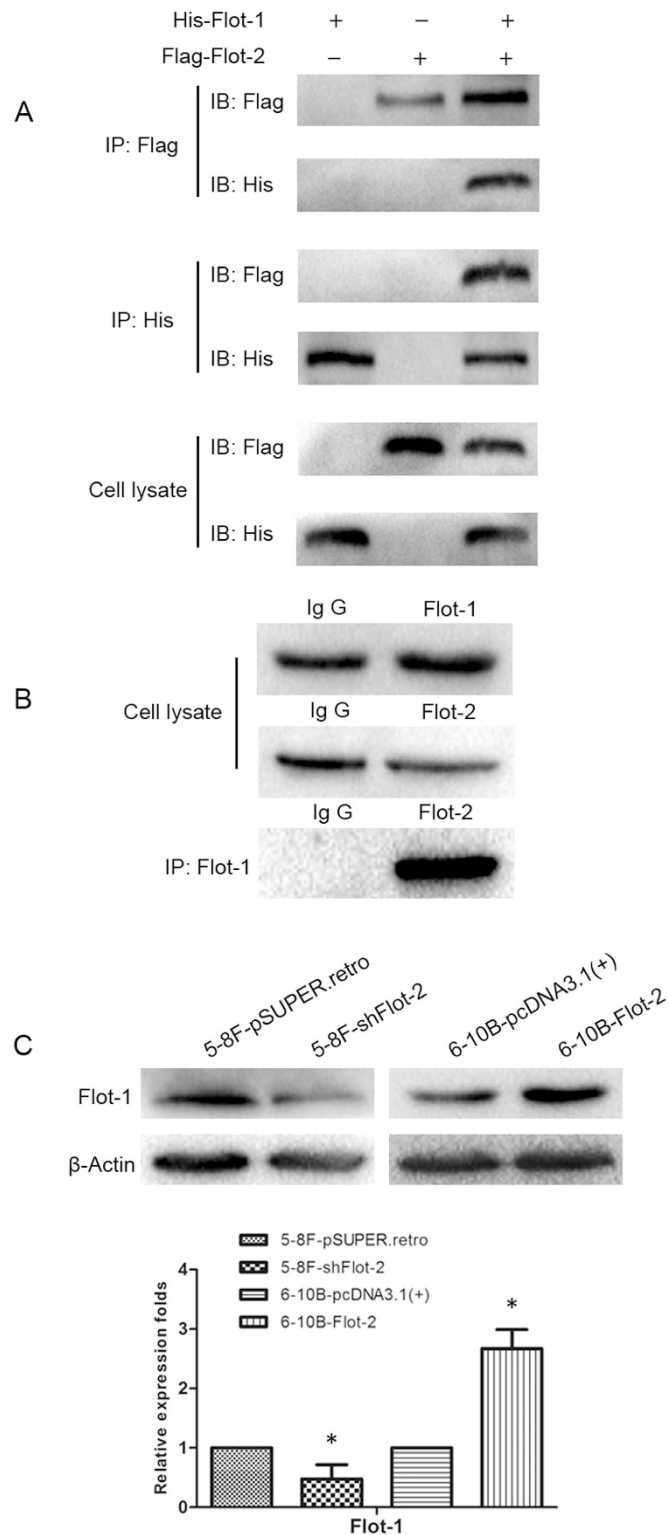 His-Flot-1 + − +
Flag-Flot-2 − + +
A
IP: Flag
IB: Flag
IB: His
IP: His
IB: Flag
IB: His
Cell lysate
IB: Flag
IB: His
B
Ig G Flot-1
Cell lysate
Ig G Flot-2
Ig G Flot-2
IP: Flot-1
C
5-8F-pSUPER.retro
5-8F-shFlot-2
6-10B-pcDNA3.1(+)
6-10B-Flot-2
Flot-1
β-Actin
5-8F-pSUPER.retro
5-8F-shFlot-2
6-10B-pcDNA3.1(+)
6-10B-Flot-2
Relative expression folds
4
3
2
1
0
*
*
Flot-1